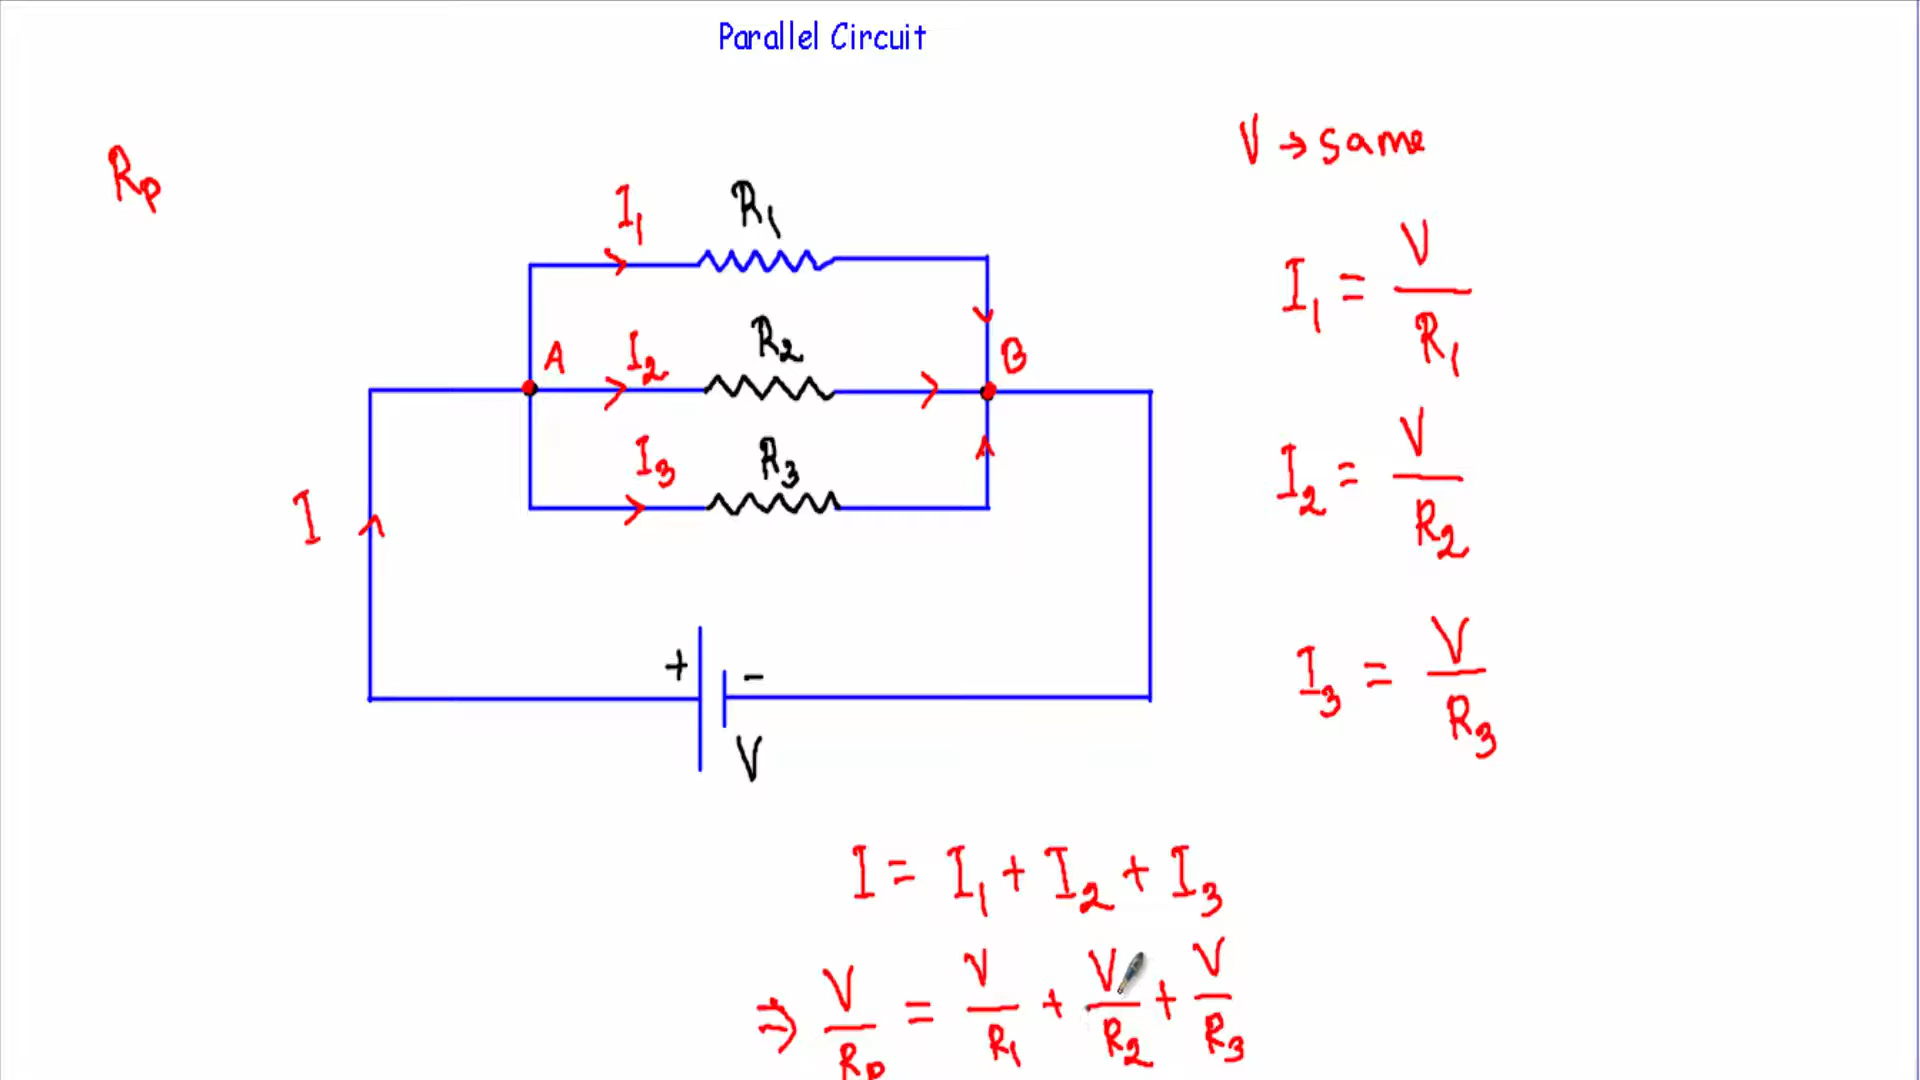 Parallel Circuit
V → same
Rp
I₁ R₁
I₁ = V/R₁
R₂
A I₂ B
I₃ R₃
I₂ = V/R₂
I
I₃ = V/R₃
+ -
V
I = I₁ + I₂ + I₃
⇒ V/Rp = V/R₁ + V/R₂ + V/R₃